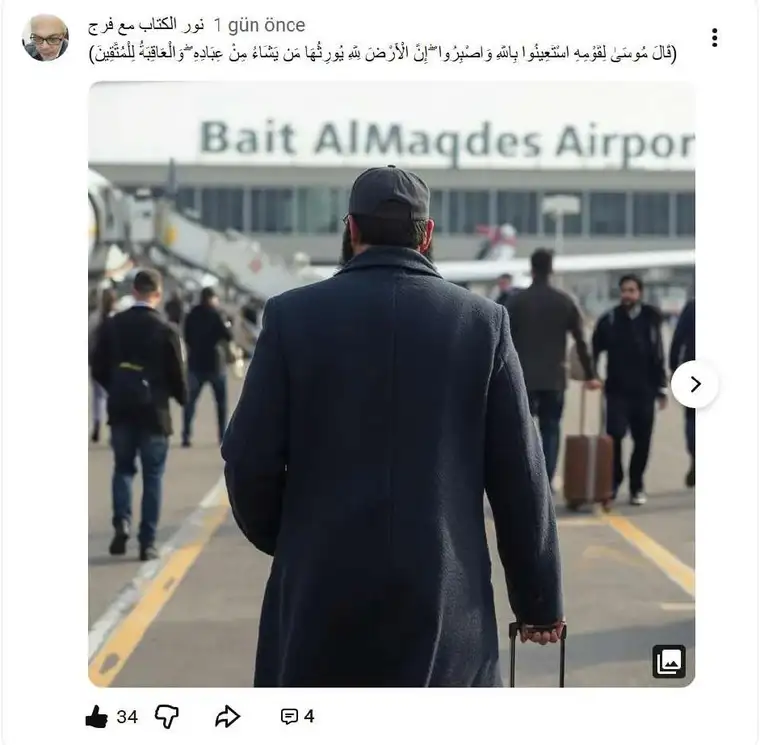 نور الكتاب مع فرج 1 gün önce
(قَالَ مُوسَىٰ لِقَوْمِهِ اسْتَعِينُوا بِاللَّهِ وَاصْبِرُوا ۖ إِنَّ الْأَرْضَ لِلَّهِ يُورِثُهَا مَن يَشَاءُ مِنْ عِبَادِهِ ۖ وَالْعَاقِبَةُ لِلْمُتَّقِينَ)
Bait AlMaqdes Airpor
34 4